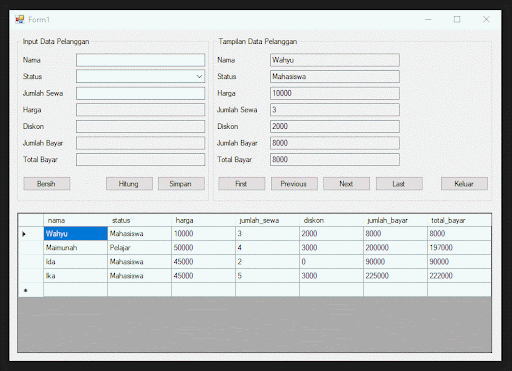 Form1
Input Data Pelanggan
Nama
Status
Jumlah Sewa
Harga
Diskon
Jumlah Bayar
Total Bayar
Bersih Hitung Simpan
Tampilan Data Pelanggan
Nama Wahyu
Status Mahasiswa
Harga 10000
Jumlah Sewa 3
Diskon 2000
Jumlah Bayar 8000
Total Bayar 8000
First Previous Next Last Keluar
nama status harga jumlah_sewa diskon jumlah_bayar total_bayar
Wahyu Mahasiswa 10000 3 2000 8000 8000
Maimunah Pelajar 50000 4 3000 200000 197000
Ida Mahasiswa 45000 2 0 90000 90000
Ika Mahasiswa 45000 5 3000 225000 222000